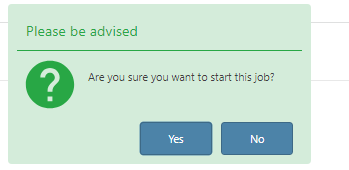 Please be advised
?
Are you sure you want to start this job?
Yes
No